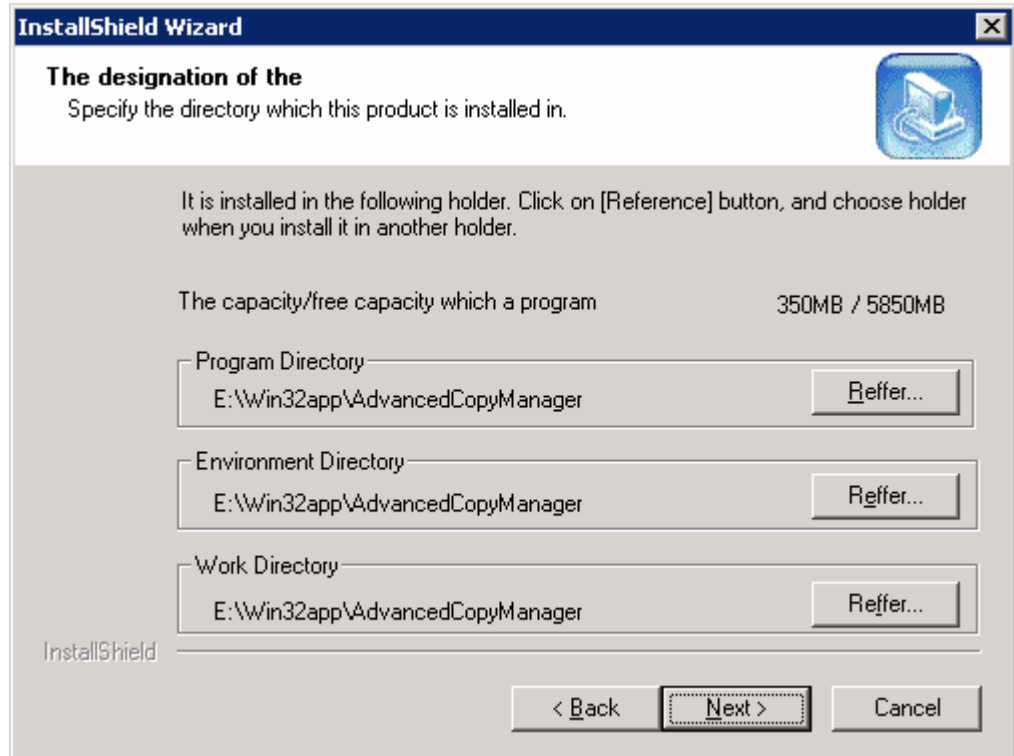 InstallShield Wizard
The designation of the
Specify the directory which this product is installed in.
It is installed in the following holder. Click on [Reference] button, and choose holder
when you install it in another holder.
The capacity/free capacity which a program 350MB / 5850MB
Program Directory
E:\Win32app\AdvancedCopyManager Reffer...
Environment Directory
E:\Win32app\AdvancedCopyManager Reffer...
Work Directory
E:\Win32app\AdvancedCopyManager Reffer...
InstallShield
< Back Next > Cancel